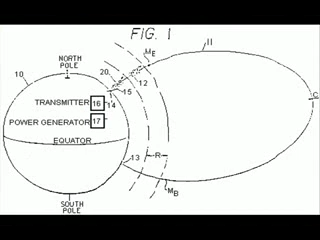 FIG. 1
NORTH
POLE
10
20
ME
12
11
15
TRANSMITTER 16
14
POWER GENERATOR 17
C
EQUATOR
13
R
MB
SOUTH
POLE